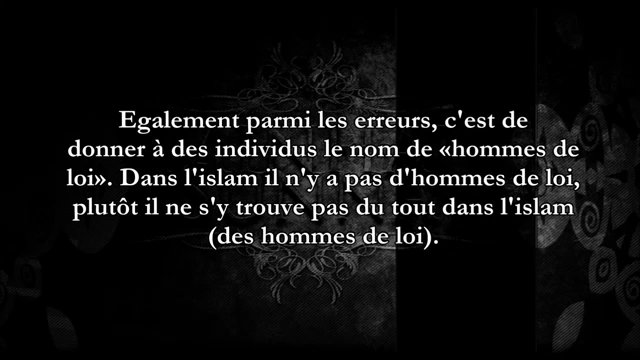 Egalement parmi les erreurs, c'est de
donner à des individus le nom de «hommes de
loi». Dans l'islam il n'y a pas d'hommes de loi,
plutôt il ne s'y trouve pas du tout dans l'islam
(des hommes de loi).